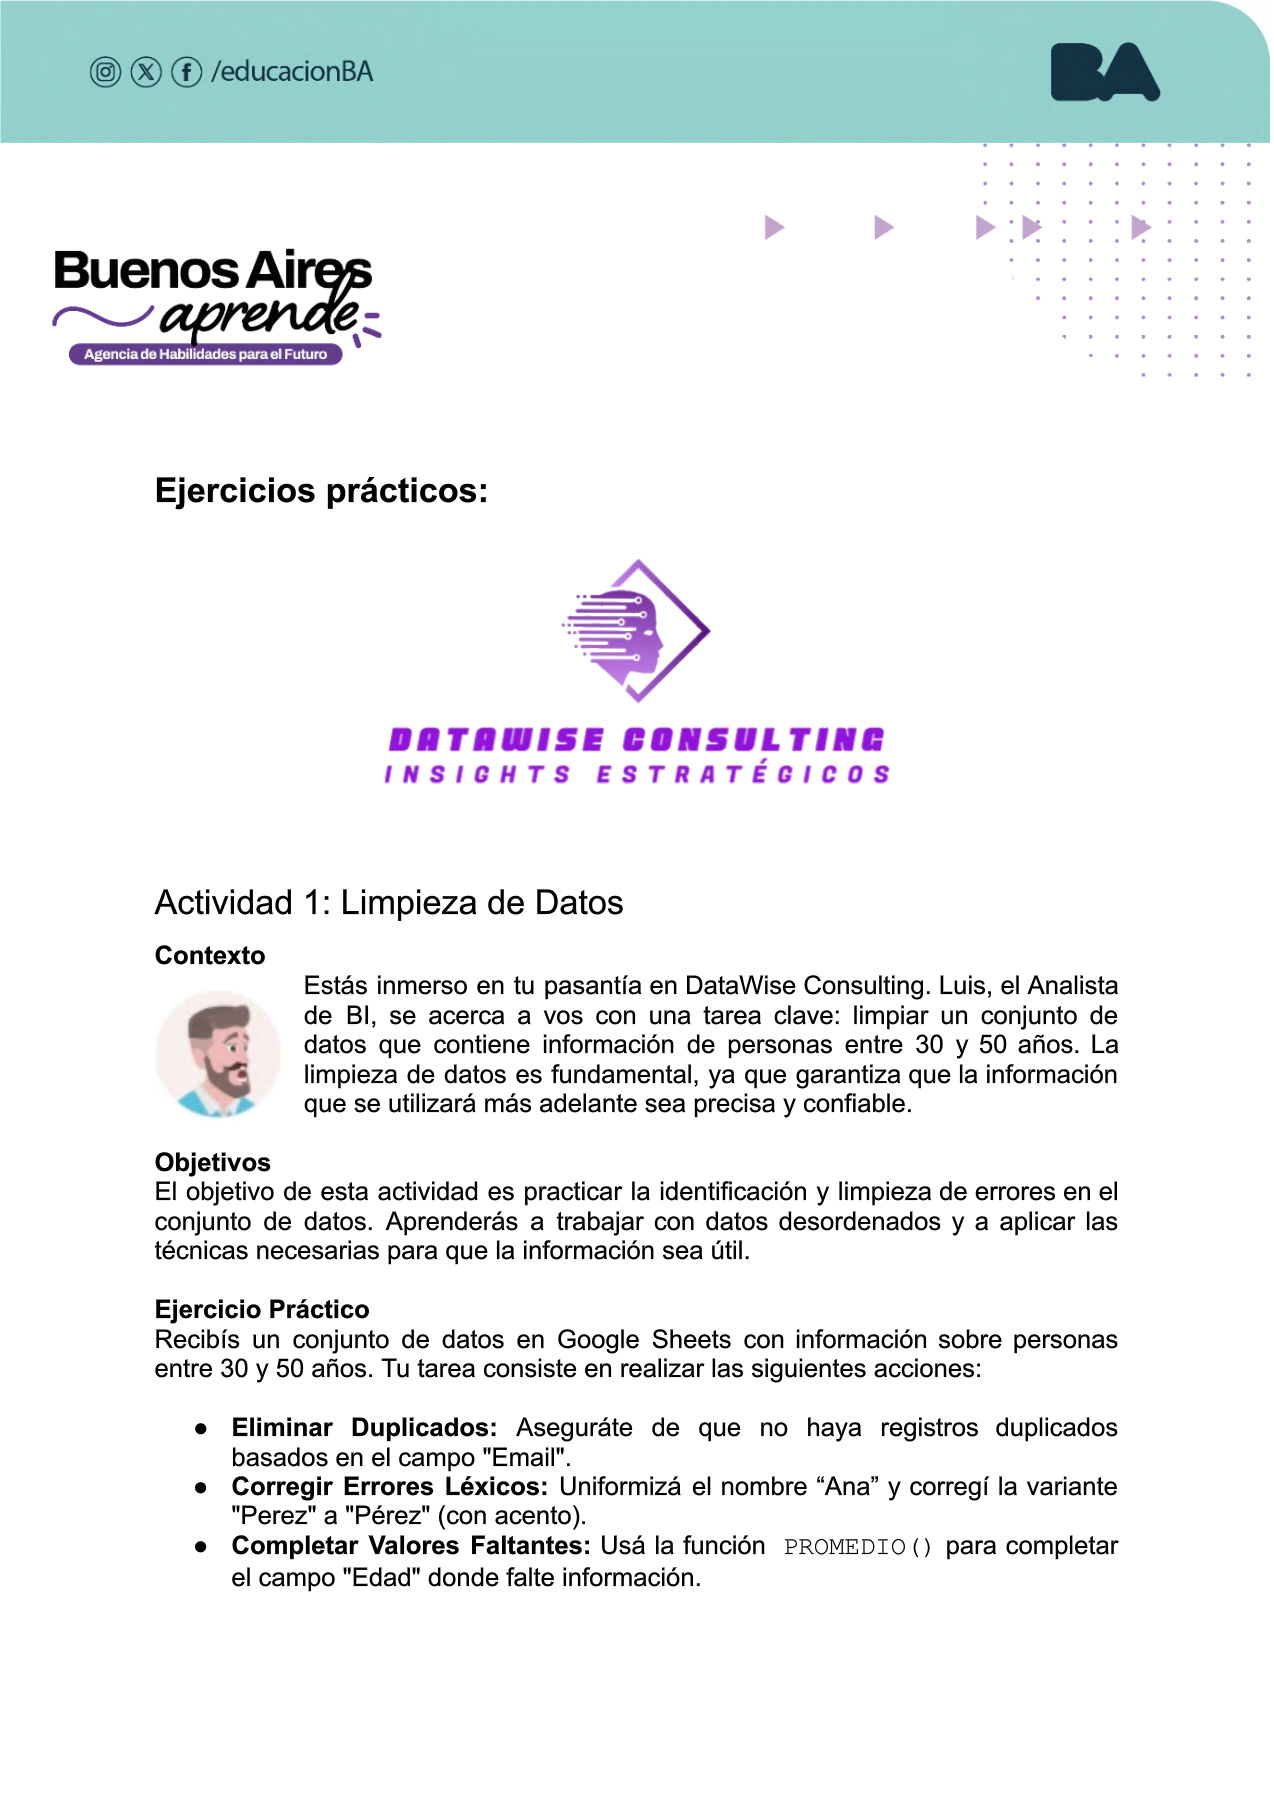 /educacionBA
BA
Buenos Aires
aprende
Agencia de Habilidades para el Futuro
Ejercicios prácticos:
DATAWISE CONSULTING
INSIGHTS ESTRATÉGICOS
Actividad 1: Limpieza de Datos
Contexto
Estás inmerso en tu pasantía en DataWise Consulting. Luis, el Analista
de BI, se acerca a vos con una tarea clave: limpiar un conjunto de
datos que contiene información de personas entre 30 y 50 años. La
limpieza de datos es fundamental, ya que garantiza que la información
que se utilizará más adelante sea precisa y confiable.
Objetivos
El objetivo de esta actividad es practicar la identificación y limpieza de errores en el
conjunto de datos. Aprenderás a trabajar con datos desordenados y a aplicar las
técnicas necesarias para que la información sea útil.
Ejercicio Práctico
Recibís un conjunto de datos en Google Sheets con información sobre personas
entre 30 y 50 años. Tu tarea consiste en realizar las siguientes acciones:
● Eliminar Duplicados: Aseguráte de que no haya registros duplicados
basados en el campo "Email".
● Corregir Errores Léxicos: Uniformizá el nombre “Ana” y corregí la variante
"Perez" a "Pérez" (con acento).
● Completar Valores Faltantes: Usá la función PROMEDIO() para completar
el campo "Edad" donde falte información.